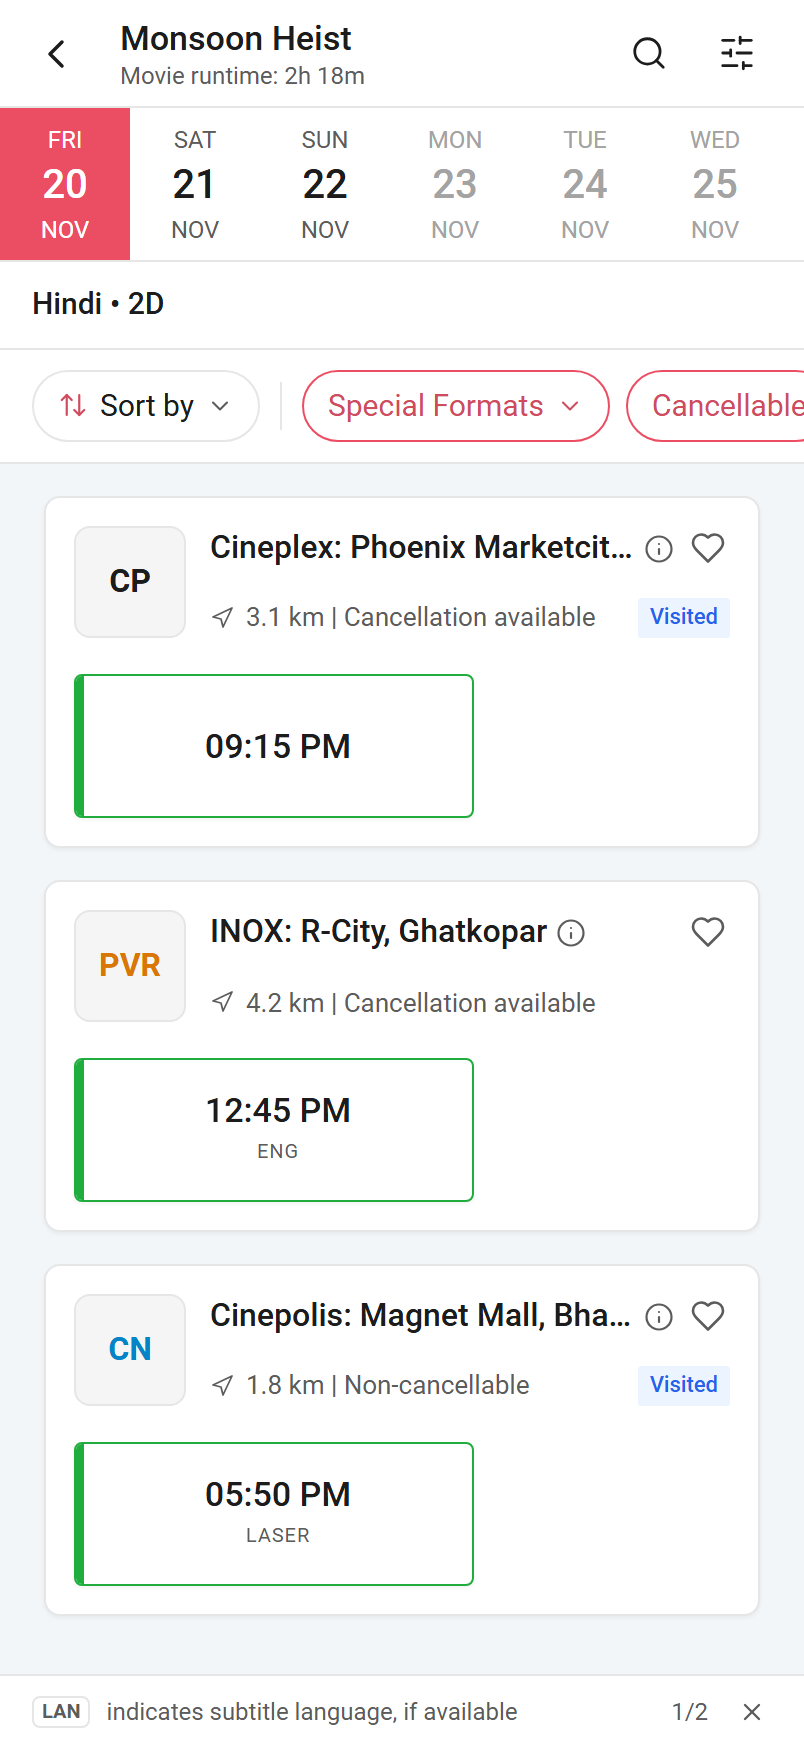 Monsoon Heist
Movie runtime: 2h 18m
FRI SAT SUN MON TUE WED
20 21 22 23 24 25
NOV NOV NOV NOV NOV NOV
Hindi • 2D
Sort by Special Formats Cancellable
CP
Cineplex: Phoenix Marketcit...
3.1 km | Cancellation available Visited
09:15 PM
PVR
INOX: R-City, Ghatkopar
4.2 km | Cancellation available
12:45 PM
ENG
CN
Cinepolis: Magnet Mall, Bha...
1.8 km | Non-cancellable Visited
05:50 PM
LASER
LAN indicates subtitle language, if available 1/2